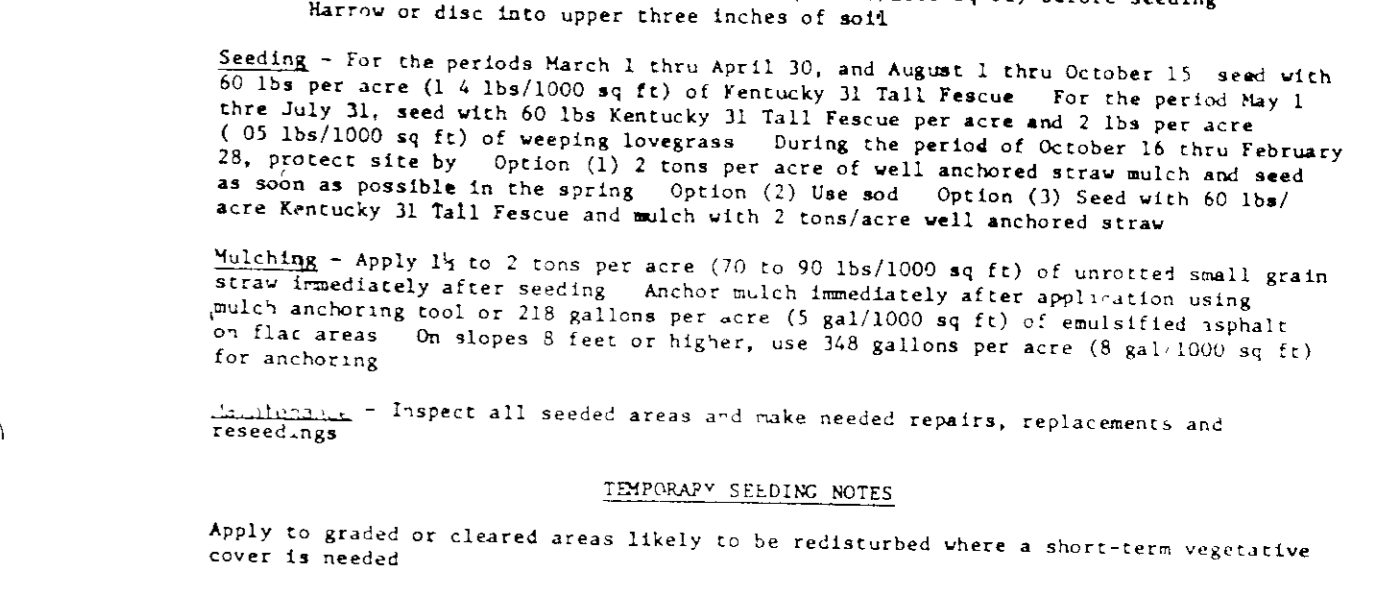 before seeding
Harrow or disc into upper three inches of soil
Seeding - For the periods March 1 thru April 30, and August 1 thru October 15 seed with
60 lbs per acre (1 4 lbs/1000 sq ft) of Kentucky 31 Tall Fescue For the period May 1
thre July 31, seed with 60 lbs Kentucky 31 Tall Fescue per acre and 2 lbs per acre
( 05 lbs/1000 sq ft) of weeping lovegrass During the period of October 16 thru February
28, protect site by Option (1) 2 tons per acre of well anchored straw mulch and seed
as soon as possible in the spring Option (2) Use sod Option (3) Seed with 60 lbs/
acre Kentucky 31 Tall Fescue and mulch with 2 tons/acre well anchored straw
Mulching - Apply 1½ to 2 tons per acre (70 to 90 lbs/1000 sq ft) of unrotted small grain
straw immediately after seeding Anchor mulch immediately after application using
mulch anchoring tool or 218 gallons per acre (5 gal/1000 sq ft) of emulsified asphalt
on flat areas On slopes 8 feet or higher, use 348 gallons per acre (8 gal/1000 sq ft)
for anchoring
Maintenance - Inspect all seeded areas and make needed repairs, replacements and
reseedings
TEMPORARY SEEDING NOTES
Apply to graded or cleared areas likely to be redisturbed where a short-term vegetative
cover is needed